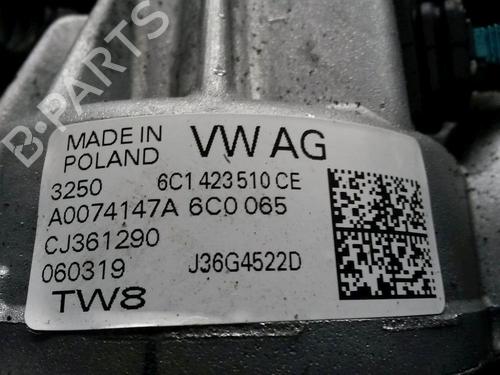 B-PARTS
MADE IN
POLAND
VW AG
3250 6C1 423 510 CE
A0074147A 6C0 065
CJ361290
060319 J36G4522D
TW8